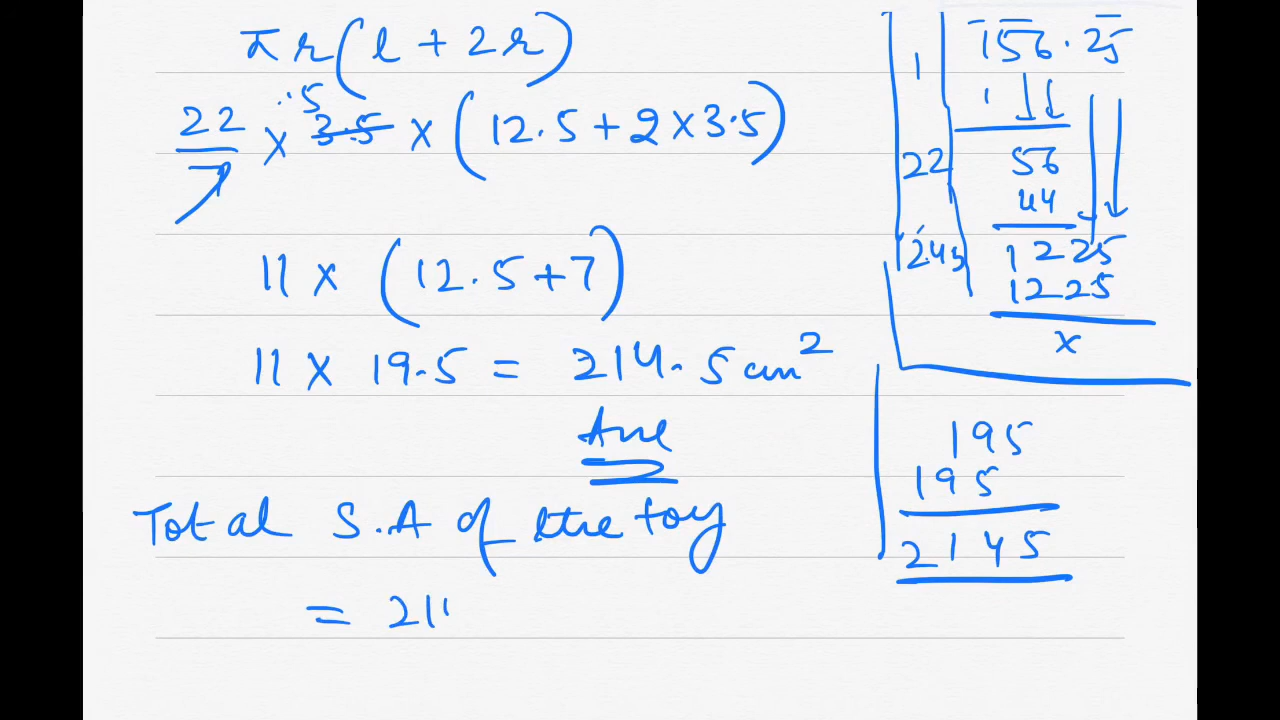 πr(l + 2r)
22/7 × 3.5 × (12.5 + 2 × 3.5)
.5
11 × (12.5 + 7)
11 × 19.5 = 214.5 cm²
Ans
Total S.A of the toy
= 21
1 156.25
1
22 56
44
245 1225
1225
x
195
195
2145